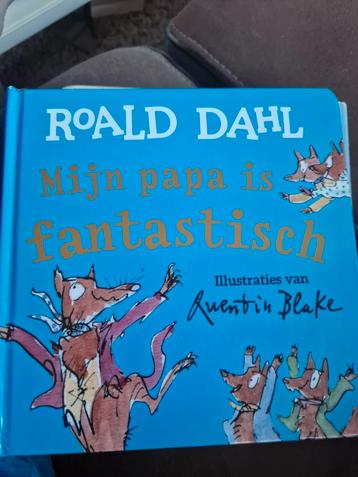 ROALD DAHL
Mijn papa is
fantastisch
Illustraties van
Quentin Blake